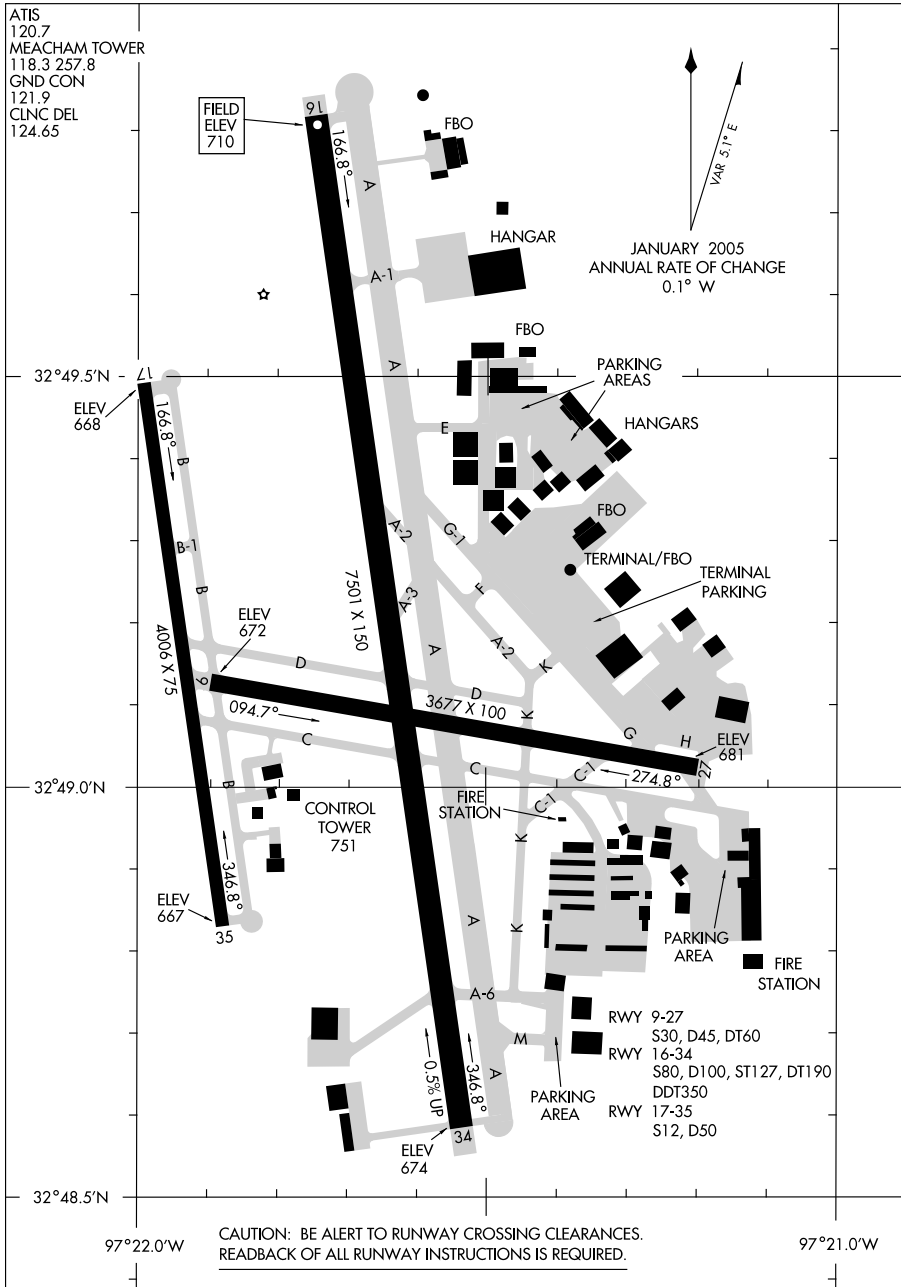 ATIS
120.7
MEACHAM TOWER
118.3 257.8
GND CON
121.9
CLNC DEL
124.65
FIELD
ELEV
710
16
166.8°
A
FBO
VAR 5.1° E
JANUARY 2005
ANNUAL RATE OF CHANGE
0.1° W
HANGAR
A-1
FBO
A
PARKING
AREAS
32°49.5'N
17
ELEV
668
166.8°
HANGARS
E
B
A-2
G-1
FBO
B-1
TERMINAL/FBO
TERMINAL
PARKING
F
B
A-3
7501 X 150
4006 X 75
ELEV
672
A
A-2
K
D
D
9
094.7°
3677 X 100
K
G
H
ELEV
681
27
C
C
C-1
274.8°
32°49.0'N
B
C-1
CONTROL
TOWER
751
FIRE
STATION
K
346.8°
ELEV
667
35
A
K
PARKING
AREA
FIRE
STATION
A-6
M
RWY 9-27
S30, D45, DT60
RWY 16-34
S80, D100, ST127, DT190
DDT350
RWY 17-35
S12, D50
0.5% UP
346.8°
A
PARKING
AREA
34
ELEV
674
32°48.5'N
97°22.0'W
97°21.0'W
CAUTION: BE ALERT TO RUNWAY CROSSING CLEARANCES.
READBACK OF ALL RUNWAY INSTRUCTIONS IS REQUIRED.